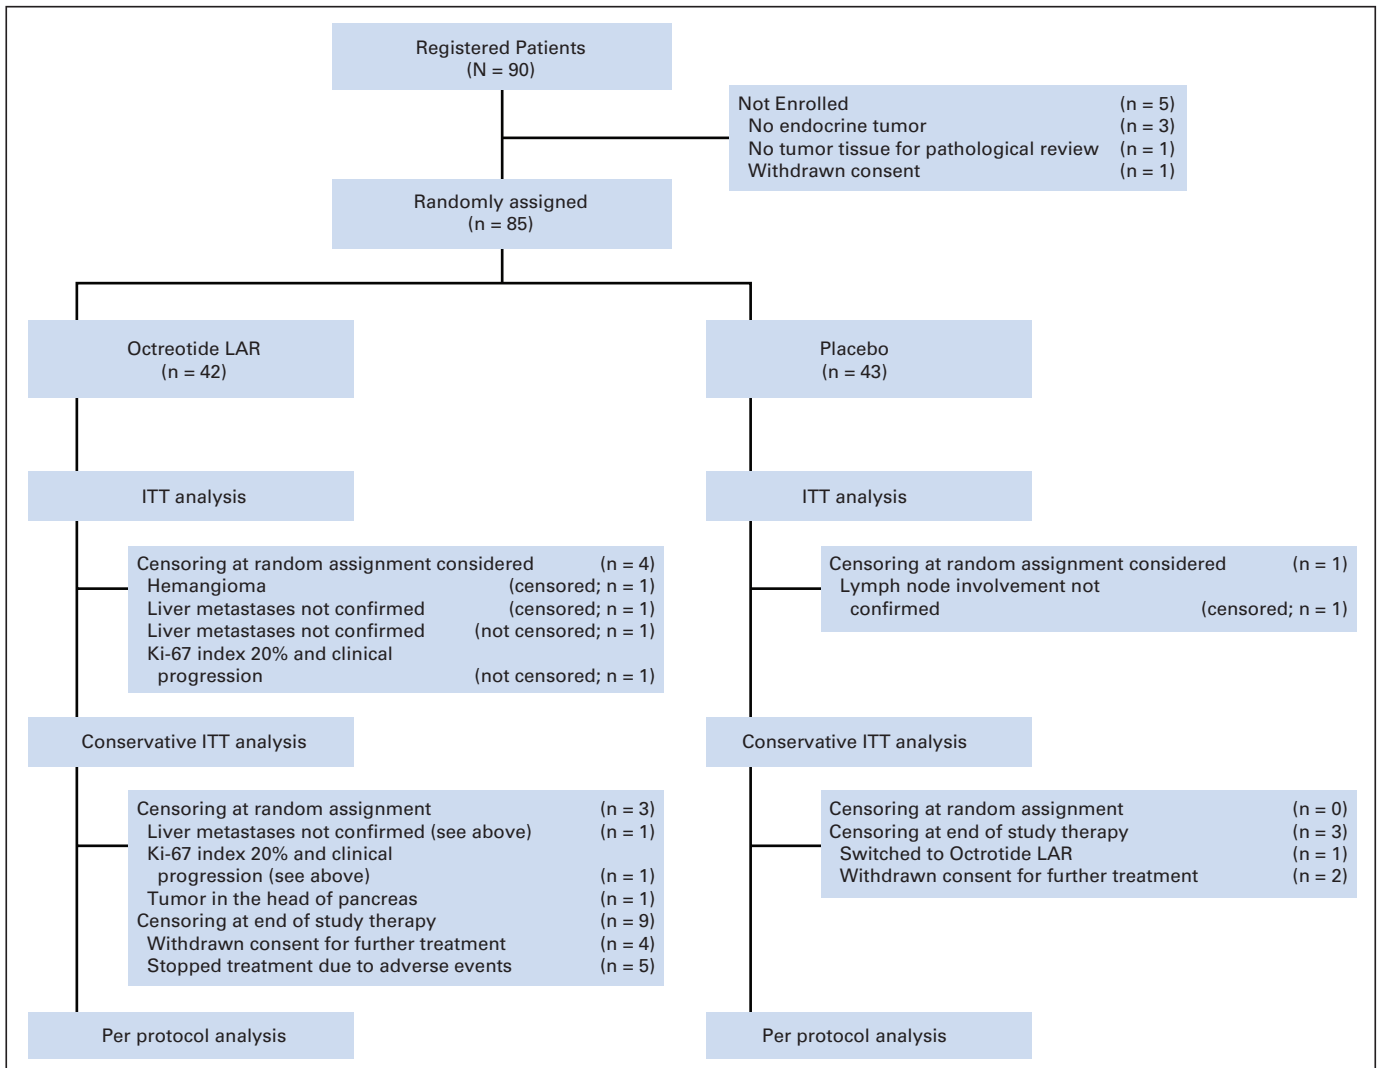 Registered Patients
(N = 90)
Not Enrolled (n = 5)
No endocrine tumor (n = 3)
No tumor tissue for pathological review (n = 1)
Withdrawn consent (n = 1)
Randomly assigned
(n = 85)
Octreotide LAR
(n = 42)
Placebo
(n = 43)
ITT analysis
ITT analysis
Censoring at random assignment considered (n = 4)
Hemangioma (censored; n = 1)
Liver metastases not confirmed (censored; n = 1)
Liver metastases not confirmed (not censored; n = 1)
Ki-67 index 20% and clinical
progression (not censored; n = 1)
Censoring at random assignment considered (n = 1)
Lymph node involvement not
confirmed (censored; n = 1)
Conservative ITT analysis
Conservative ITT analysis
Censoring at random assignment (n = 3)
Liver metastases not confirmed (see above) (n = 1)
Ki-67 index 20% and clinical
progression (see above) (n = 1)
Tumor in the head of pancreas (n = 1)
Censoring at end of study therapy (n = 9)
Withdrawn consent for further treatment (n = 4)
Stopped treatment due to adverse events (n = 5)
Censoring at random assignment (n = 0)
Censoring at end of study therapy (n = 3)
Switched to Octrotide LAR (n = 1)
Withdrawn consent for further treatment (n = 2)
Per protocol analysis
Per protocol analysis